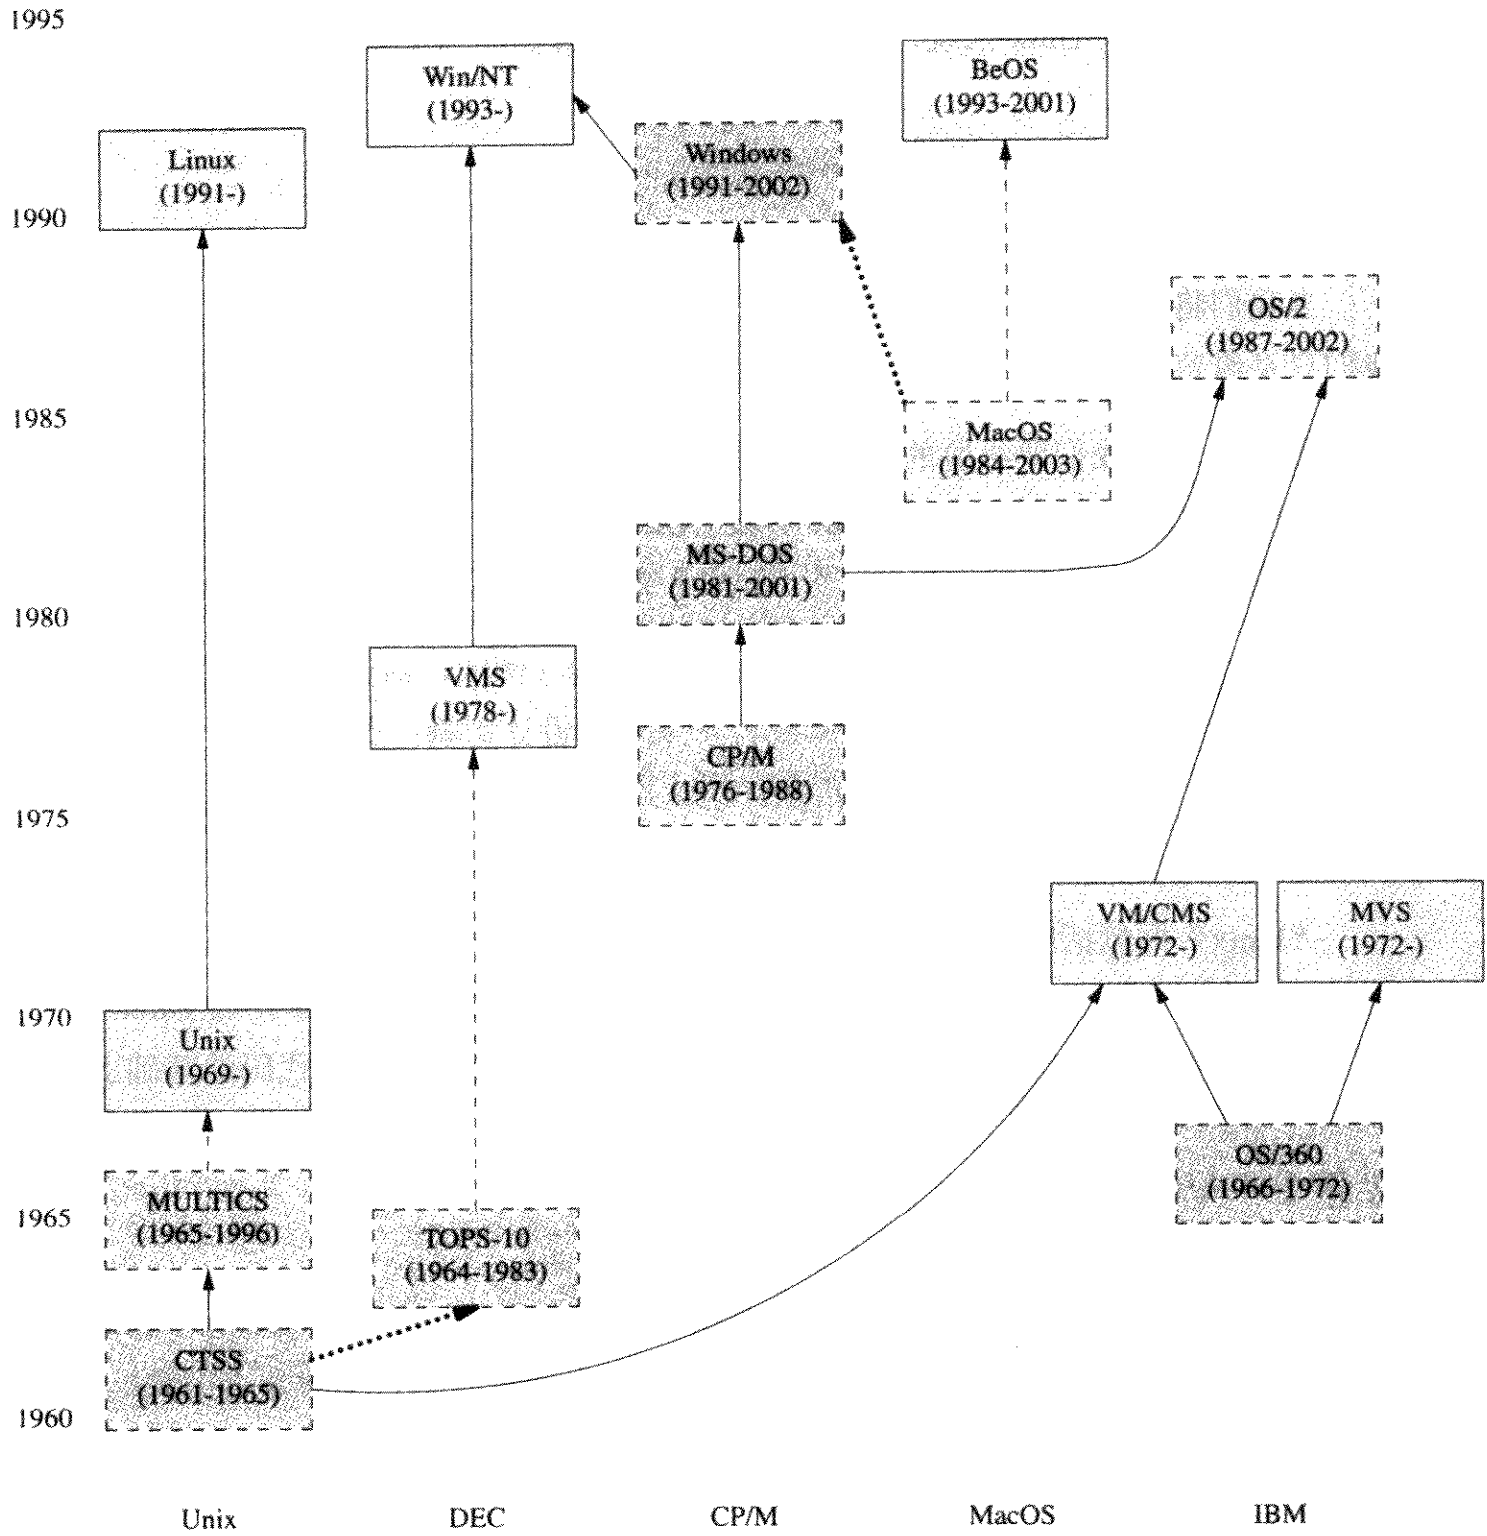 1995
Win/NT
(1993-)
BeOS
(1993-2001)
Linux
(1991-)
Windows
(1991-2002)
1990
OS/2
(1987-2002)
1985
MacOS
(1984-2003)
MS-DOS
(1981-2001)
1980
VMS
(1978-)
CP/M
(1976-1988)
1975
VM/CMS
(1972-)
MVS
(1972-)
1970
Unix
(1969-)
OS/360
(1966-1972)
MULTICS
(1965-1996)
1965
TOPS-10
(1964-1983)
CTSS
(1961-1965)
1960
Unix
DEC
CP/M
MacOS
IBM